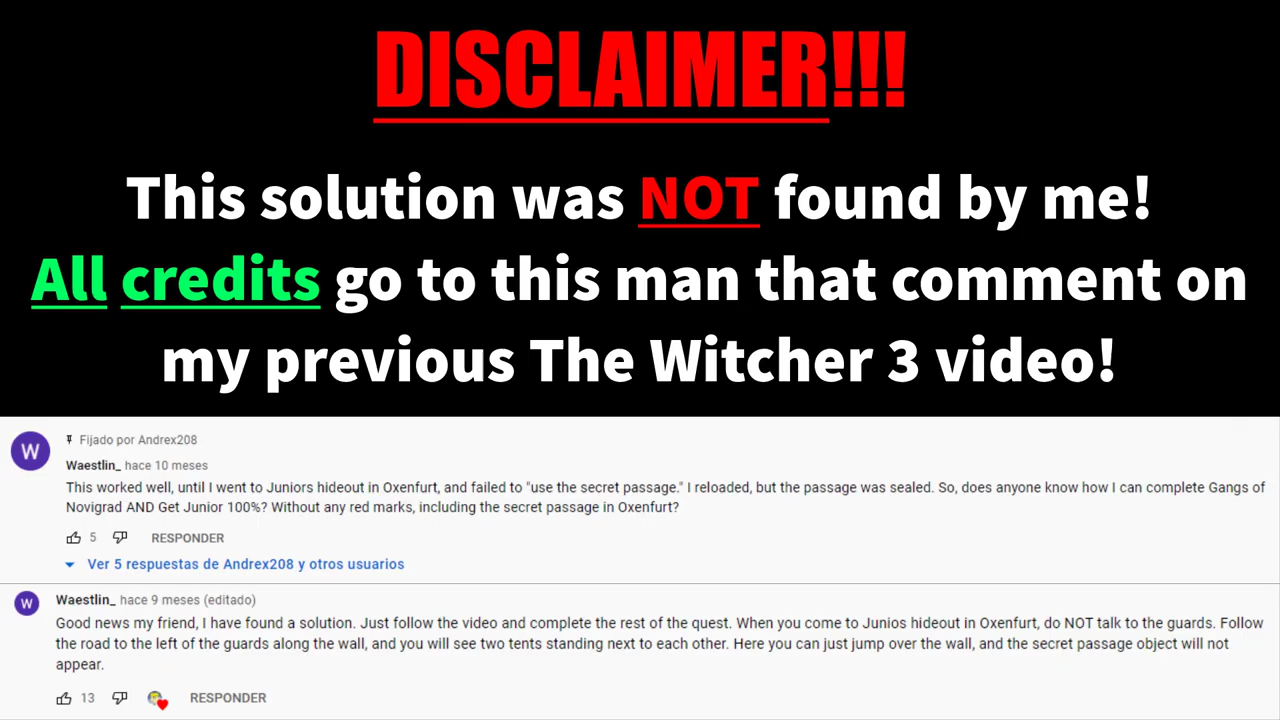 DISCLAIMER!!!
This solution was NOT found by me!
All credits go to this man that comment on
my previous The Witcher 3 video!
W
Fijado por Andrex208
Waestlin_ hace 10 meses
This worked well, until I went to Juniors hideout in Oxenfurt, and failed to "use the secret passage." I reloaded, but the passage was sealed. So, does anyone know how I can complete Gangs of
Novigrad AND Get Junior 100%? Without any red marks, including the secret passage in Oxenfurt?
5 RESPONDER
Ver 5 respuestas de Andrex208 y otros usuarios
W
Waestlin_ hace 9 meses (editado)
Good news my friend, I have found a solution. Just follow the video and complete the rest of the quest. When you come to Junios hideout in Oxenfurt, do NOT talk to the guards. Follow
the road to the left of the guards along the wall, and you will see two tents standing next to each other. Here you can just jump over the wall, and the secret passage object will not
appear.
13 RESPONDER